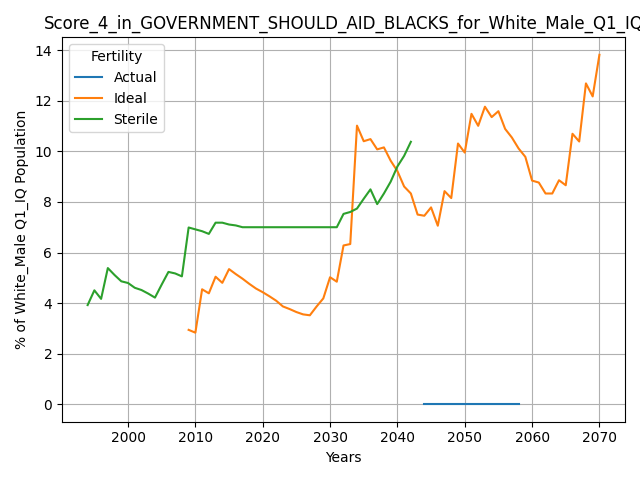 Score_4_in_GOVERNMENT_SHOULD_AID_BLACKS_for_White_Male_Q1_IQ
Fertility
Actual
Ideal
Sterile
% of White_Male Q1_IQ Population
14
12
10
8
6
4
2
0
2000 2010 2020 2030 2040 2050 2060 2070
Years